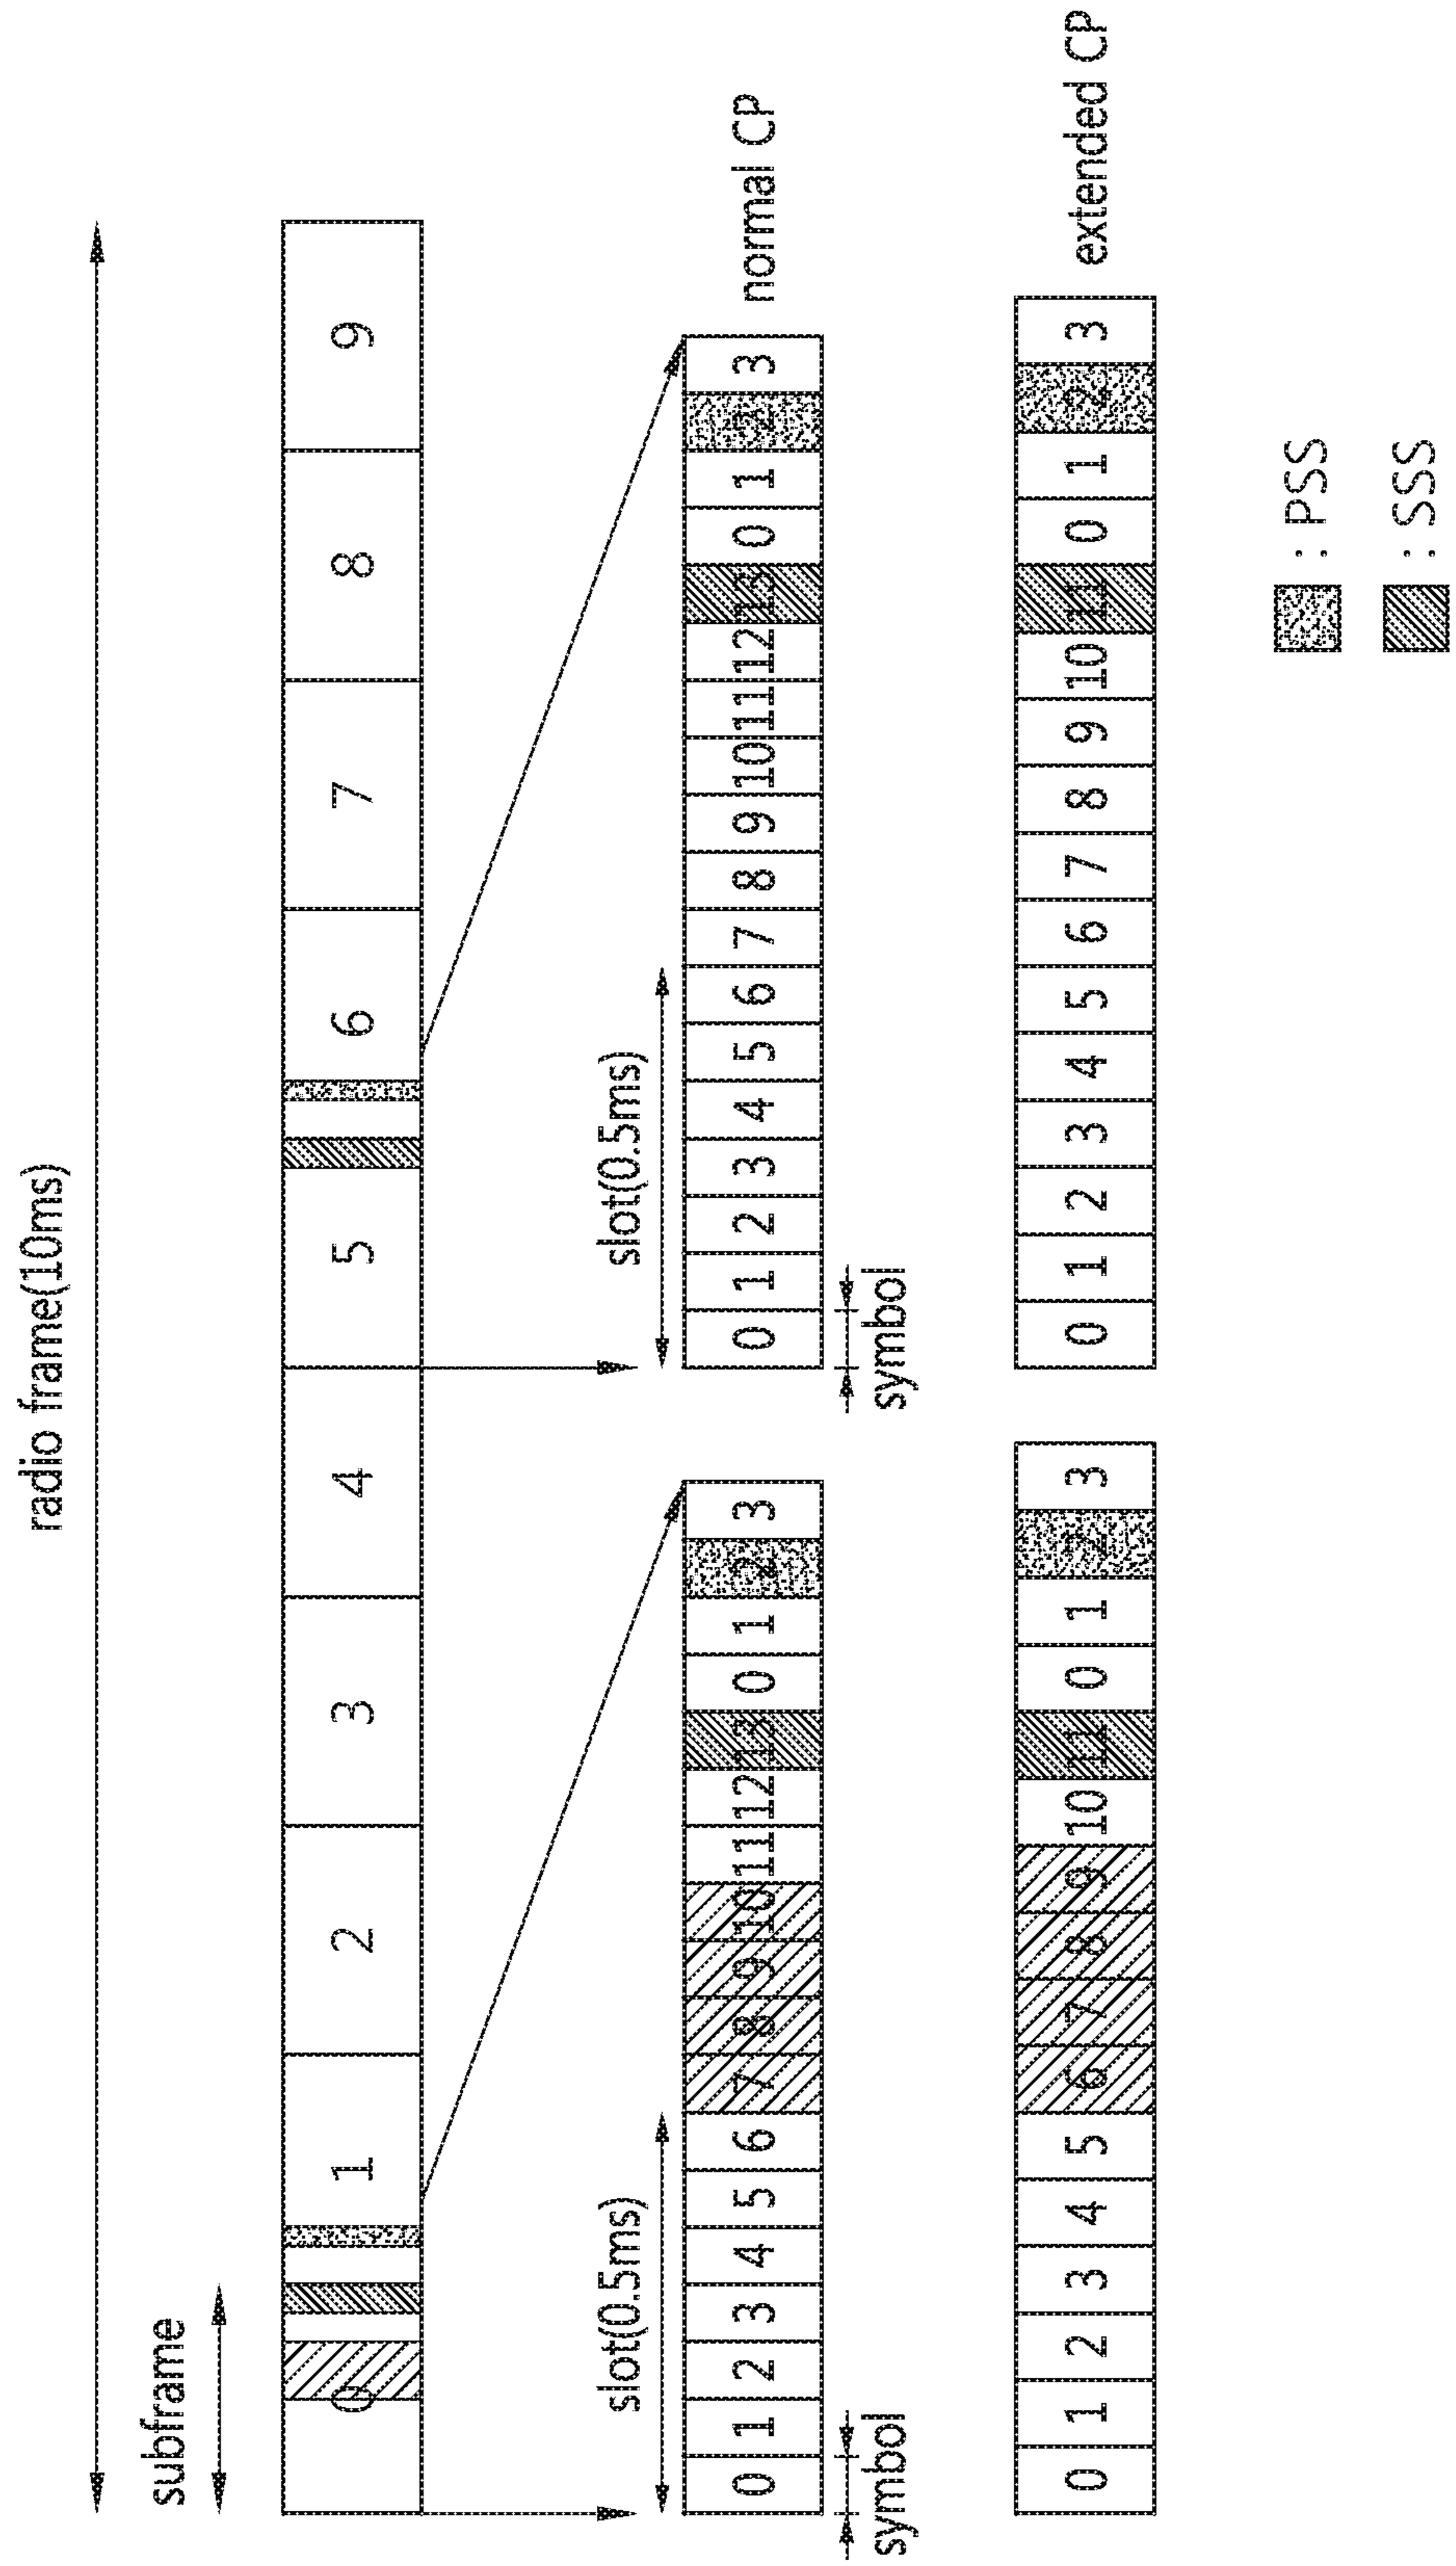 radio frame(10ms)
subframe
0 1 2 3 4 5 6 7 8 9
slot(0.5ms) slot(0.5ms)
0 1 2 3 4 5 6 7 8 9 10 11 12 13 0 1 2 3 0 1 2 3 4 5 6 7 8 9 10 11 12 13 0 1 2 3 normal CP
symbol symbol
0 1 2 3 4 5 6 7 8 9 10 11 0 1 2 3 0 1 2 3 4 5 6 7 8 9 10 11 0 1 2 3 extended CP
: PSS
: SSS